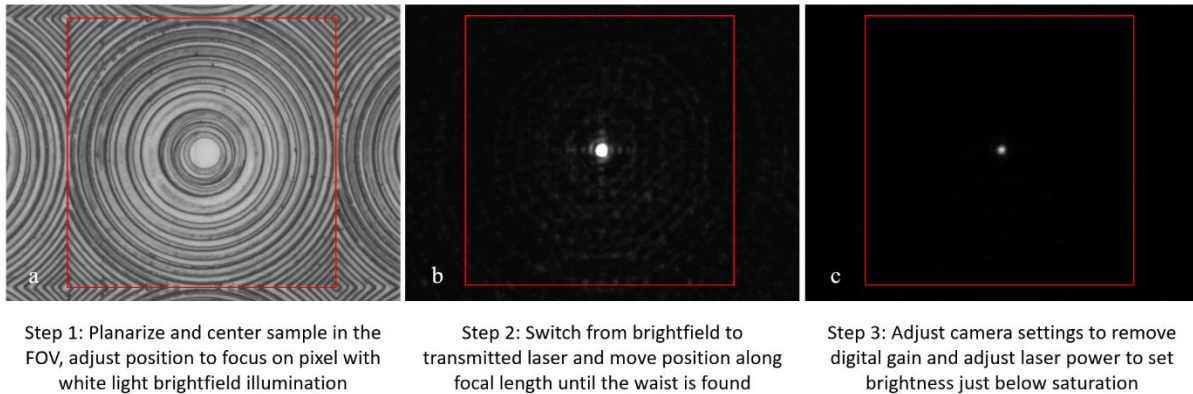 a
b
c
Step 1: Planarize and center sample in the
FOV, adjust position to focus on pixel with
white light brightfield illumination
Step 2: Switch from brightfield to
transmitted laser and move position along
focal length until the waist is found
Step 3: Adjust camera settings to remove
digital gain and adjust laser power to set
brightness just below saturation